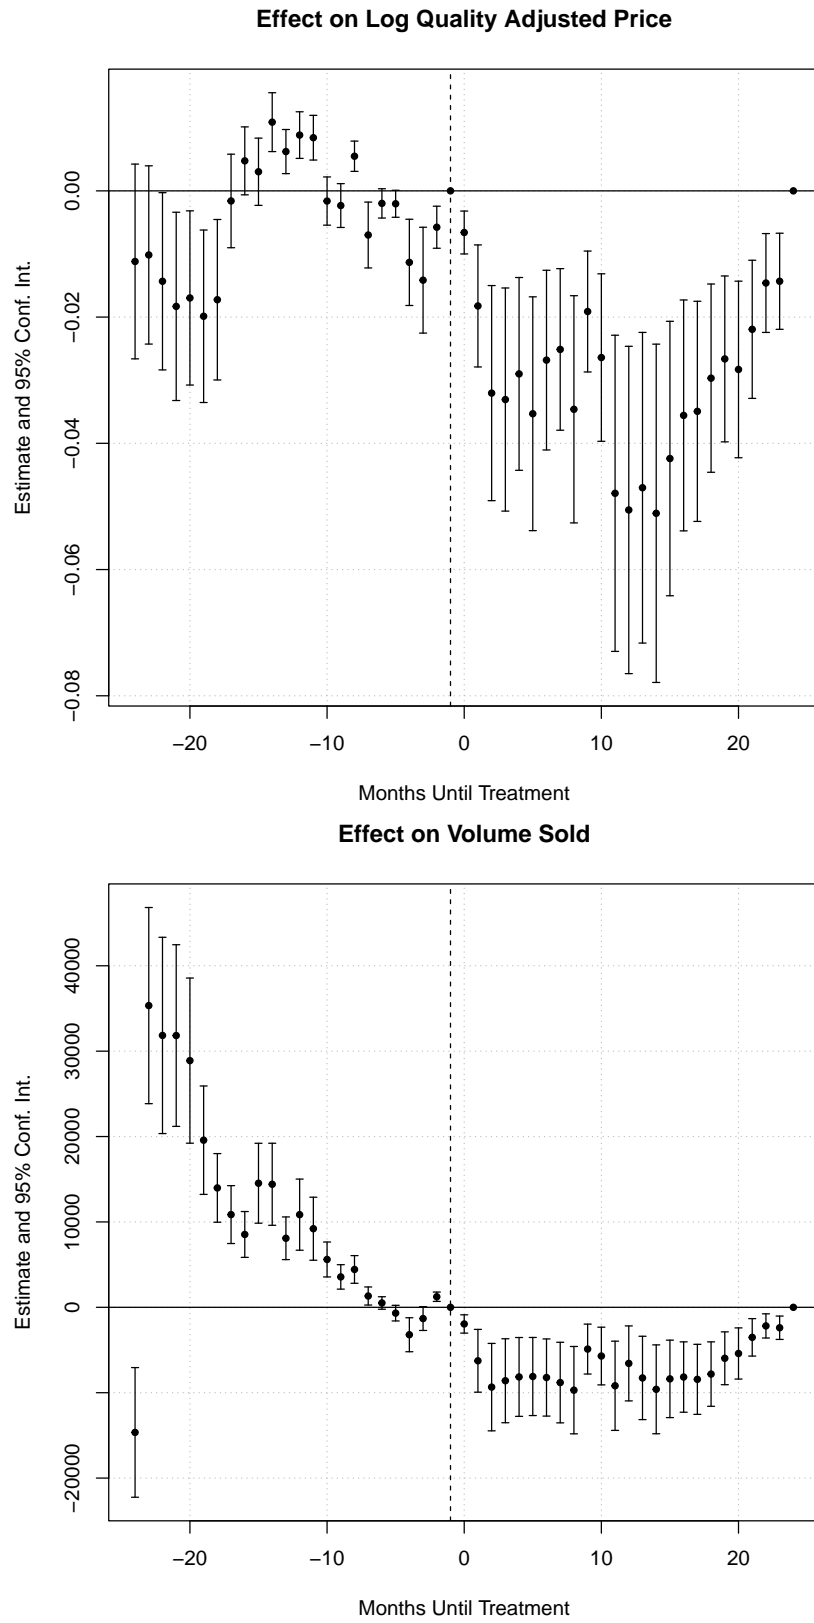 Effect on Log Quality Adjusted Price
Estimate and 95% Conf. Int.
0.00
−0.02
−0.04
−0.06
−0.08
−20 −10 0 10 20
Months Until Treatment
Effect on Volume Sold
Estimate and 95% Conf. Int.
40000
30000
20000
10000
0
−20000
−20 −10 0 10 20
Months Until Treatment